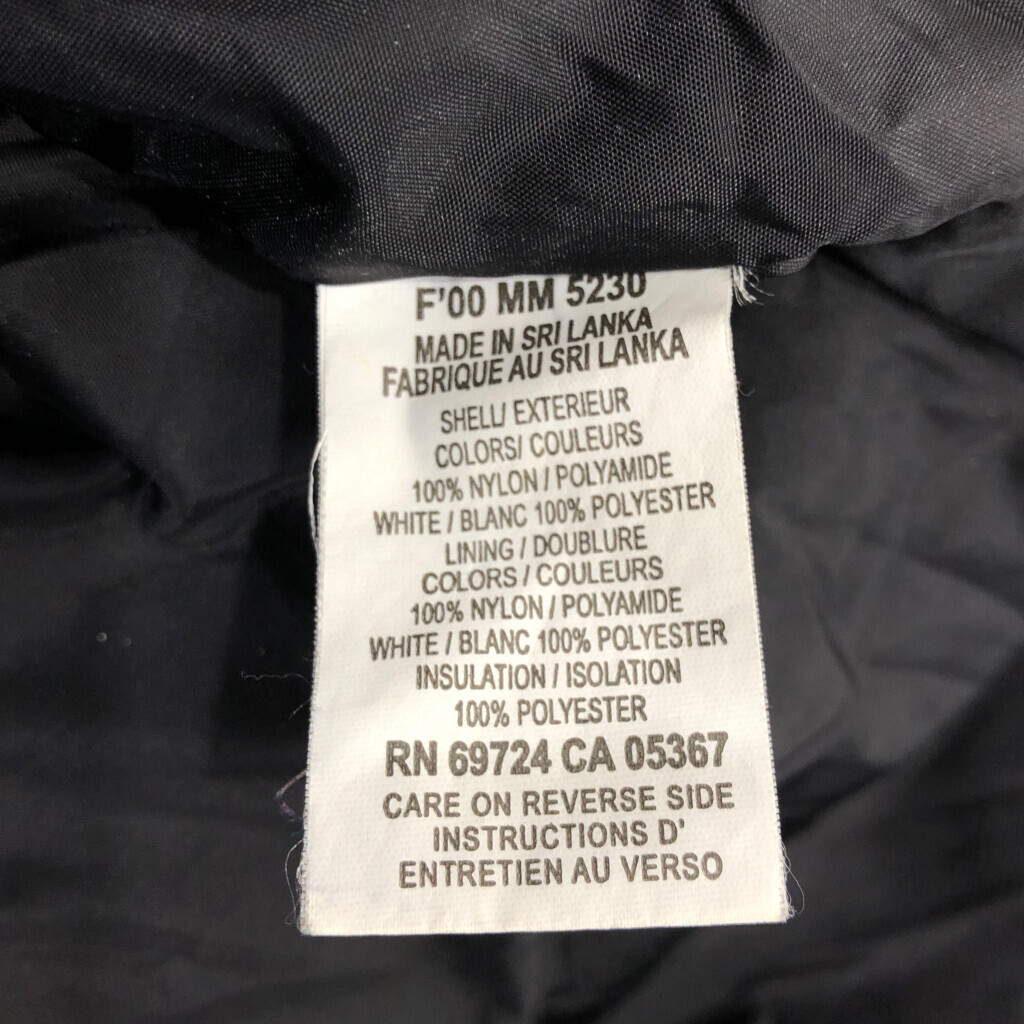 F'00 MM 5230
MADE IN SRI LANKA
FABRIQUE AU SRI LANKA
SHELL/ EXTERIEUR
COLORS/ COULEURS
100% NYLON / POLYAMIDE
WHITE / BLANC 100% POLYESTER
LINING / DOUBLURE
COLORS / COULEURS
100% NYLON / POLYAMIDE
WHITE / BLANC 100% POLYESTER
INSULATION / ISOLATION
100% POLYESTER
RN 69724 CA 05367
CARE ON REVERSE SIDE
INSTRUCTIONS D'
ENTRETIEN AU VERSO